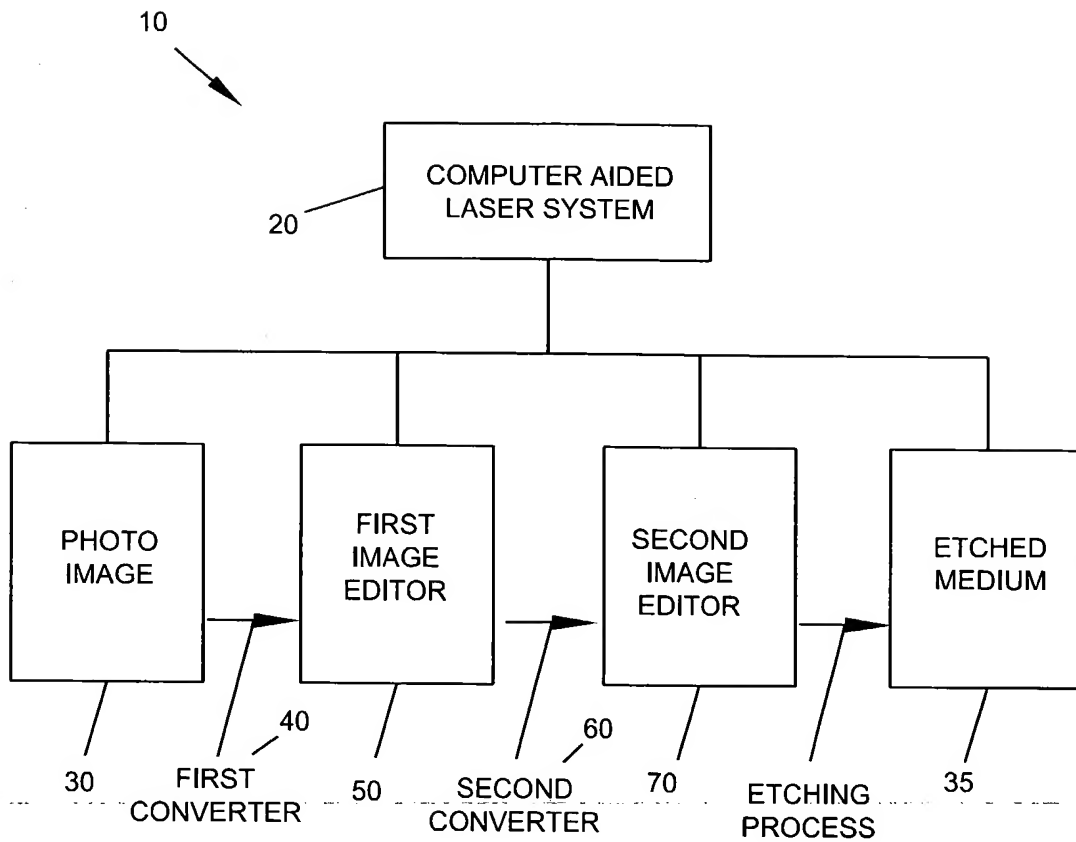 10
COMPUTER AIDED
LASER SYSTEM
20
PHOTO
IMAGE
FIRST
IMAGE
EDITOR
SECOND
IMAGE
EDITOR
ETCHED
MEDIUM
30
FIRST
CONVERTER
40
50
SECOND
CONVERTER
60
70
ETCHING
PROCESS
35